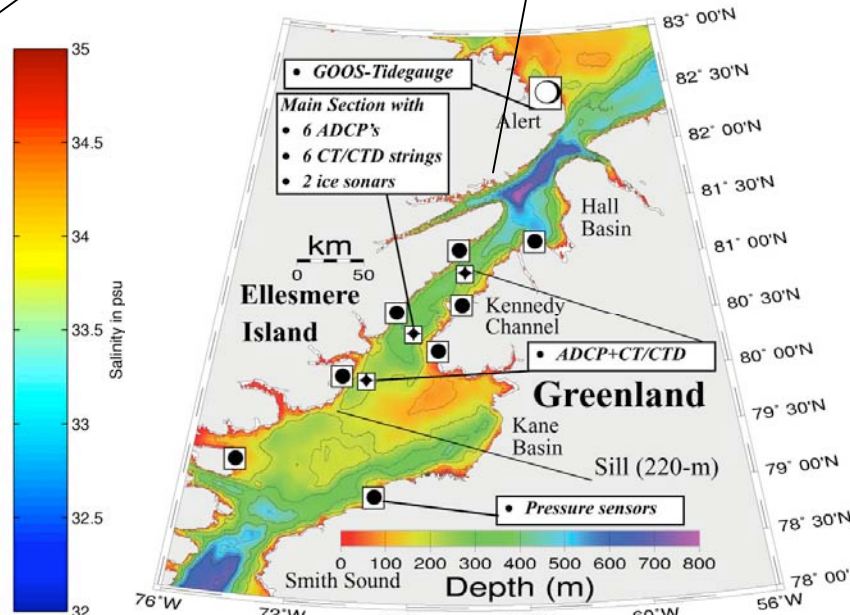 35
34.5
34
33.5
33
32.5
32
Salinity in psu
• GOOS-Tidegauge
Main Section with
• 6 ADCP's
• 6 CT/CTD strings
• 2 ice sonars
Alert
Hall
Basin
km
0 50
Ellesmere
Island
Kennedy
Channel
• ADCP+CT/CTD
Greenland
Kane
Basin
Sill (220-m)
• Pressure sensors
0 100 200 300 400 500 600 700 800
Depth (m)
Smith Sound
83° 00'N
82° 30'N
82° 00'N
81° 30'N
81° 00'N
80° 30'N
80° 00'N
79° 30'N
79° 00'N
78° 30'N
78° 00'N
76°W
72°W
60°W
56°W